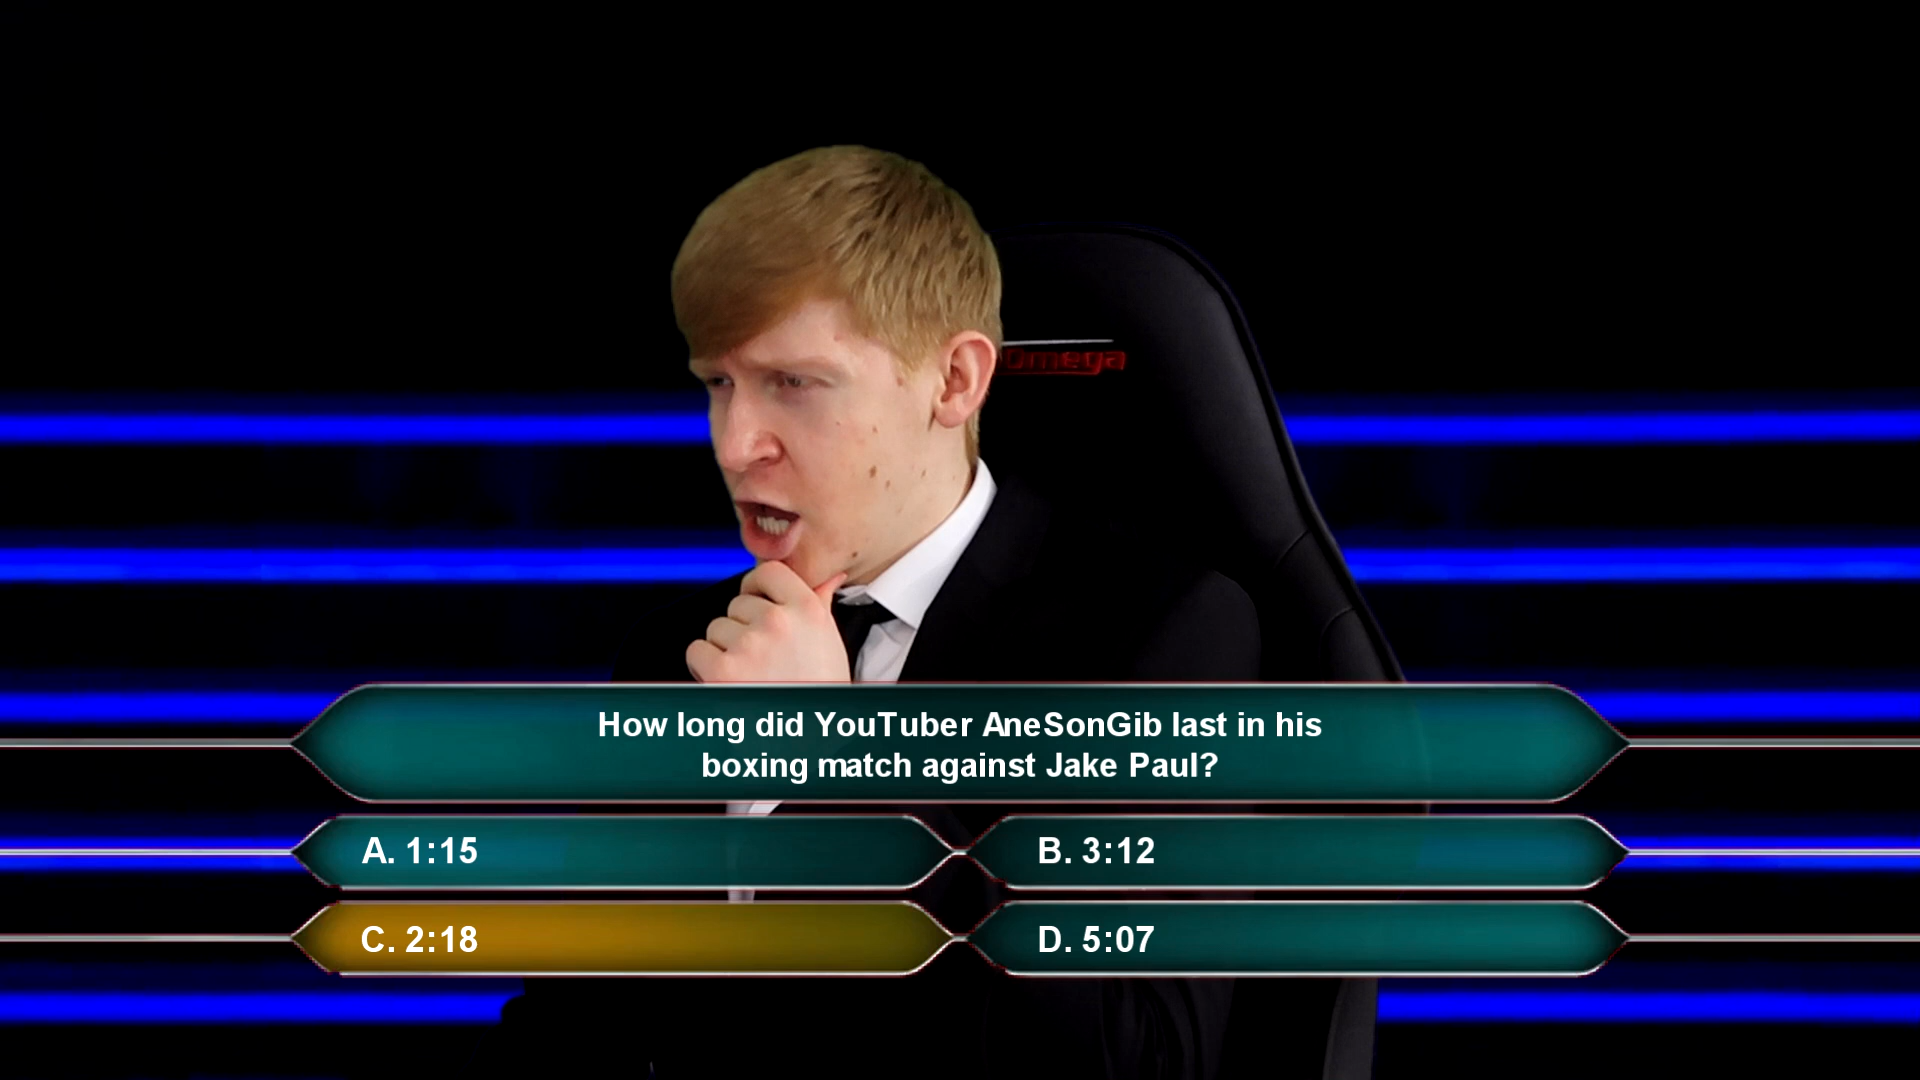 Omega
How long did YouTuber AneSonGib last in his
boxing match against Jake Paul?
A. 1:15
B. 3:12
C. 2:18
D. 5:07